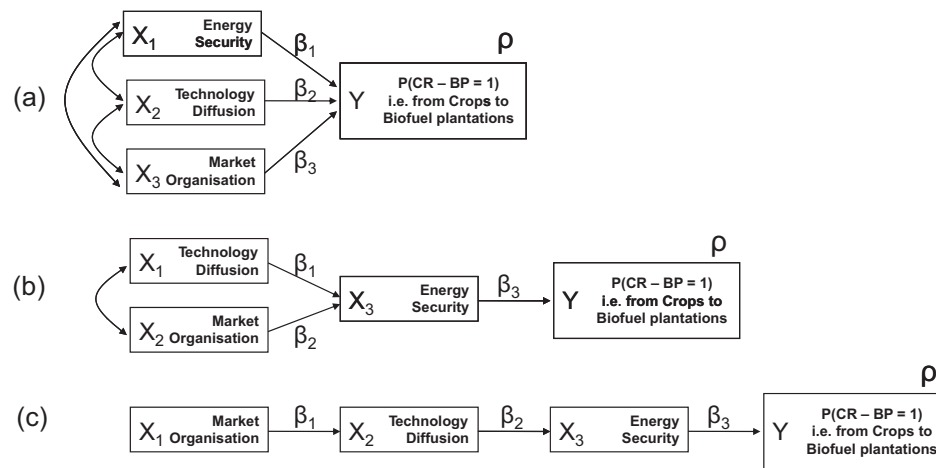 (a)
X1 Energy
Security
β1
X2 Technology
Diffusion
β2
X3 Market
Organisation
β3
ρ
Y P(CR – BP = 1)
i.e. from Crops to
Biofuel plantations
(b)
X1 Technology
Diffusion
β1
X2 Market
Organisation
β2
X3 Energy
Security
β3
ρ
Y P(CR – BP = 1)
i.e. from Crops to
Biofuel plantations
(c)
X1 Market
Organisation
β1
X2 Technology
Diffusion
β2
X3 Energy
Security
β3
ρ
Y P(CR – BP = 1)
i.e. from Crops to
Biofuel plantations